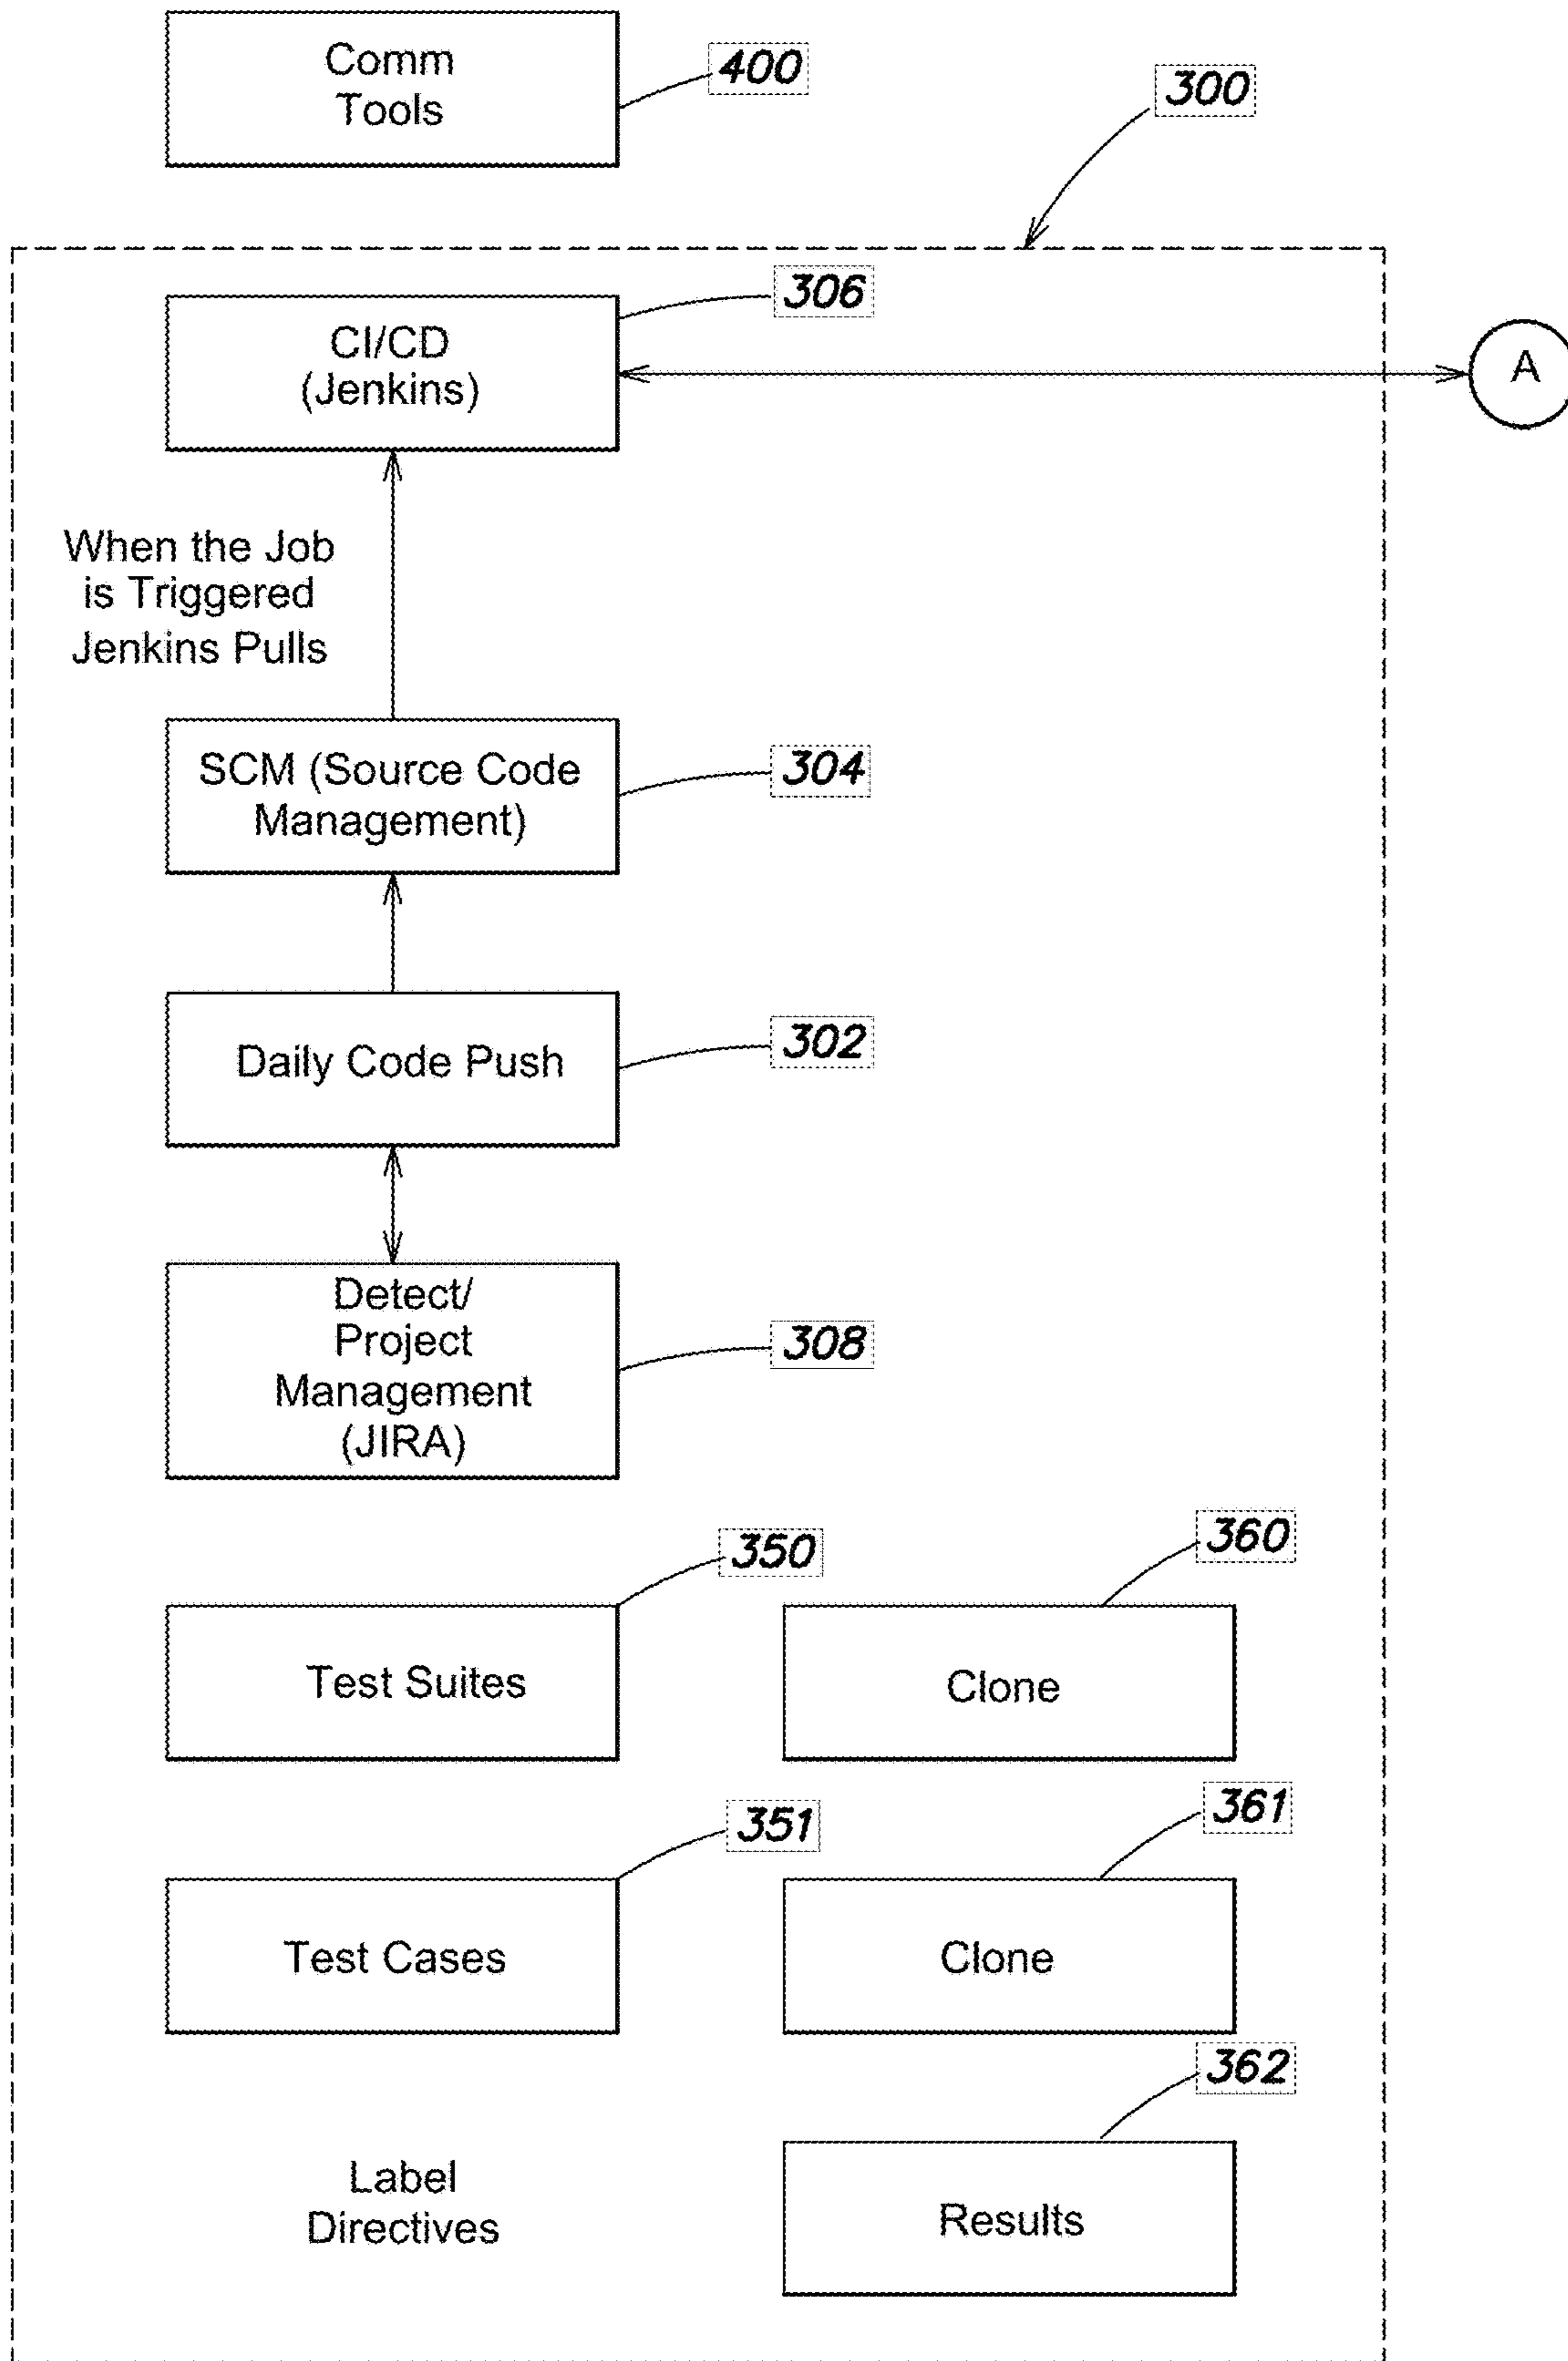 Comm
Tools
400
300
306
CI/CD
(Jenkins)
A
When the Job
is Triggered
Jenkins Pulls
SCM (Source Code
Management)
304
Daily Code Push
302
Detect/
Project
Management
(JIRA)
308
350
360
Test Suites
Clone
351
361
Test Cases
Clone
362
Label
Directives
Results